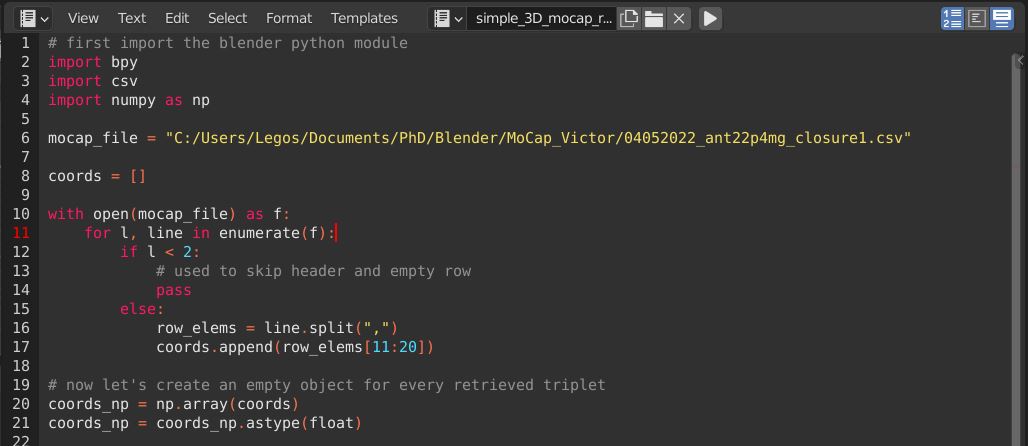 View Text Edit Select Format Templates simple_3D_mocap_r...
1 # first import the blender python module
2 import bpy
3 import csv
4 import numpy as np
5
6 mocap_file = "C:/Users/Legos/Documents/PhD/Blender/MoCap_Victor/04052022_ant22p4mg_closure1.csv"
7
8 coords = []
9
10 with open(mocap_file) as f:
11     for l, line in enumerate(f):
12         if l < 2:
13             # used to skip header and empty row
14             pass
15         else:
16             row_elems = line.split(",")
17             coords.append(row_elems[11:20])
18
19 # now let's create an empty object for every retrieved triplet
20 coords_np = np.array(coords)
21 coords_np = coords_np.astype(float)
22